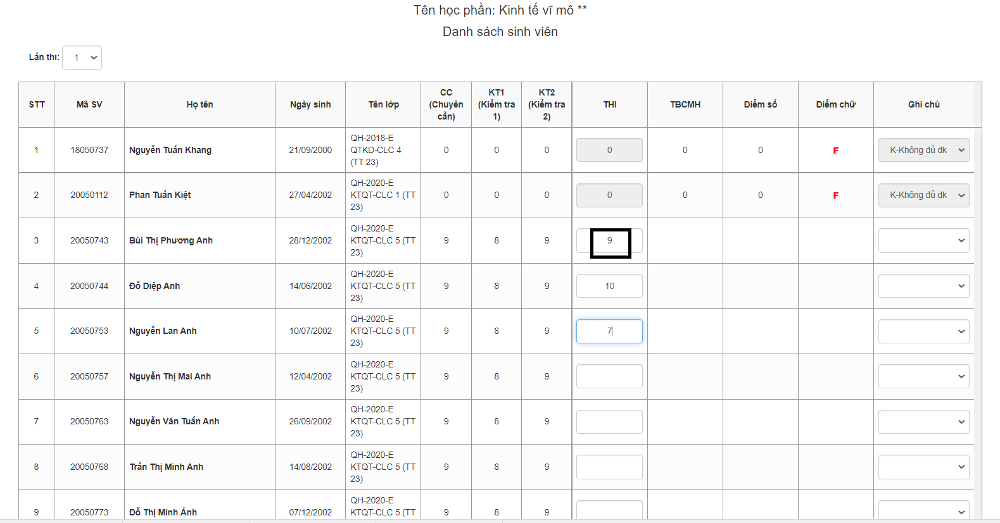 Tên học phần: Kinh tế vĩ mô **
Danh sách sinh viên
Lần thi: 1
STT Mã SV Họ tên Ngày sinh Tên lớp CC (Chuyên cần) KT1 (Kiểm tra 1) KT2 (Kiểm tra 2) THI TBCMH Điểm số Điểm chữ Ghi chú
1 18050737 Nguyễn Tuấn Khang 21/09/2000 QH-2018-E QTKD-CLC 4 (TT 23) 0 0 0 0 0 0 F K-Không đủ đk
2 20050112 Phan Tuấn Kiệt 27/04/2002 QH-2020-E KTQT-CLC 1 (TT 23) 0 0 0 0 0 0 F K-Không đủ đk
3 20050743 Bùi Thị Phương Anh 28/12/2002 QH-2020-E KTQT-CLC 5 (TT 23) 9 8 9 9
4 20050744 Đỗ Diệp Anh 14/06/2002 QH-2020-E KTQT-CLC 5 (TT 23) 9 8 9 10
5 20050753 Nguyễn Lan Anh 10/07/2002 QH-2020-E KTQT-CLC 5 (TT 23) 9 8 9 7
6 20050757 Nguyễn Thị Mai Anh 12/04/2002 QH-2020-E KTQT-CLC 5 (TT 23) 9 8 9
7 20050763 Nguyễn Văn Tuấn Anh 26/09/2002 QH-2020-E KTQT-CLC 5 (TT 23) 9 8 9
8 20050768 Trần Thị Minh Anh 14/08/2002 QH-2020-E KTQT-CLC 5 (TT 23) 9 8 9
9 20050773 Đỗ Thị Minh Ánh 07/12/2002 QH-2020-E KTQT-CLC 5 (TT 9 8 9